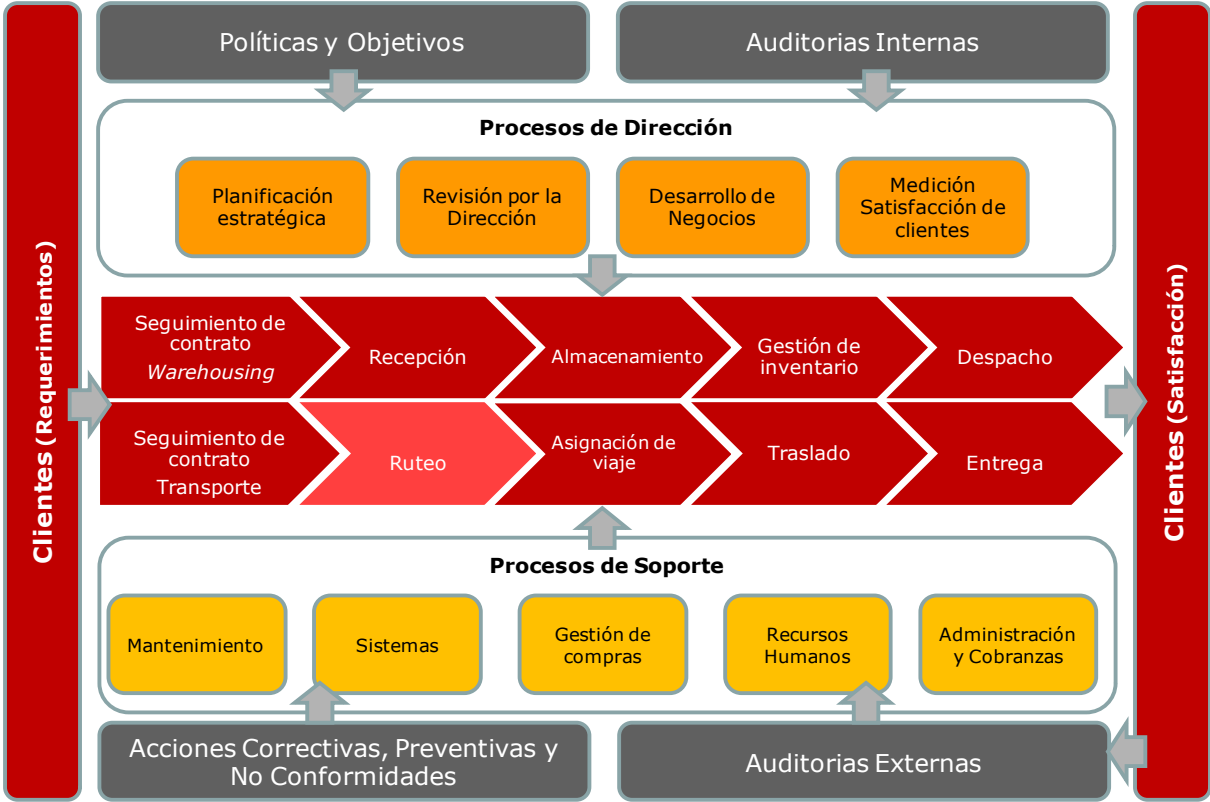 Políticas y Objetivos
Auditorias Internas
Clientes (Requerimientos)
Procesos de Dirección
Planificación
estratégica
Revisión por la
Dirección
Desarrollo de
Negocios
Medición
Satisfacción de
clientes
Seguimiento de
contrato
Warehousing
Recepción
Almacenamiento
Gestión de
inventario
Despacho
Seguimiento de
contrato
Transporte
Ruteo
Asignación de
viaje
Traslado
Entrega
Clientes (Satisfacción)
Procesos de Soporte
Mantenimiento
Sistemas
Gestión de
compras
Recursos
Humanos
Administración
y Cobranzas
Acciones Correctivas, Preventivas y
No Conformidades
Auditorias Externas